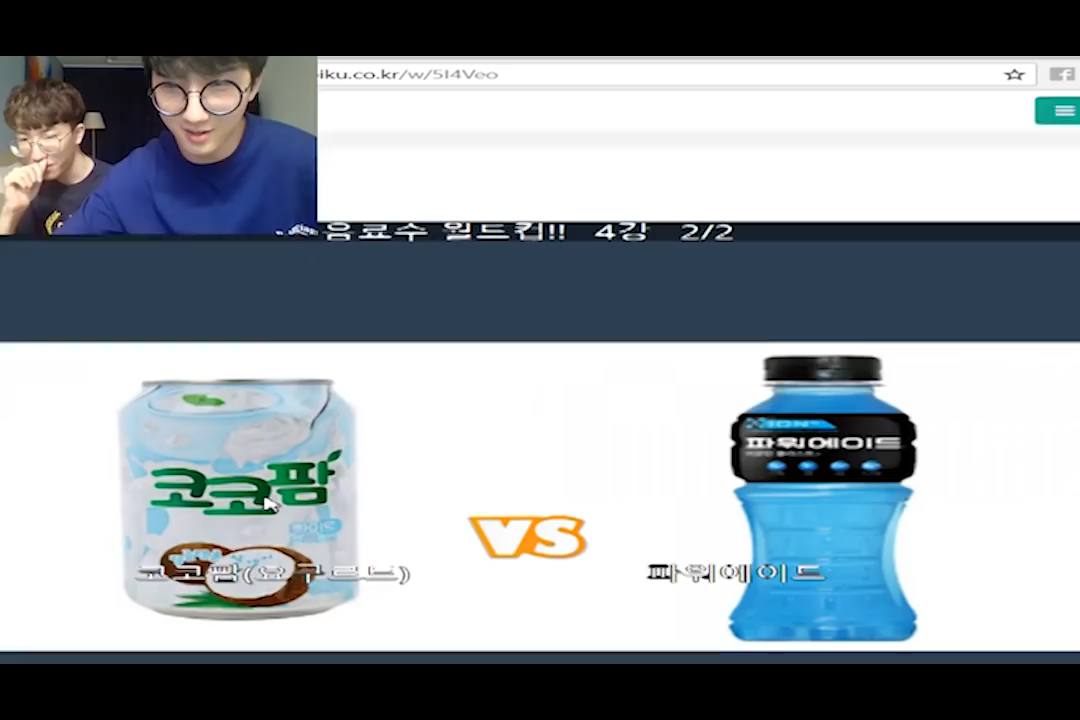 iku.co.kr/w/5I4Veo
음료수 월드컵!! 4강 2/2
코코팜
ION
파워에이드
VS
코코팜(요구르트)
파워에이드